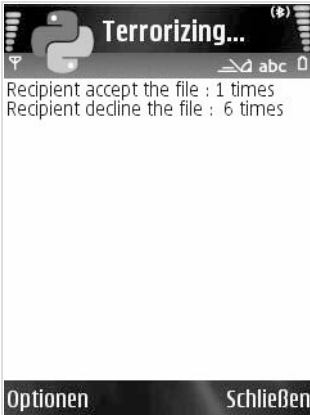 Terrorizing...
abc
Recipient accept the file : 1 times
Recipient decline the file : 6 times
Optionen Schließen